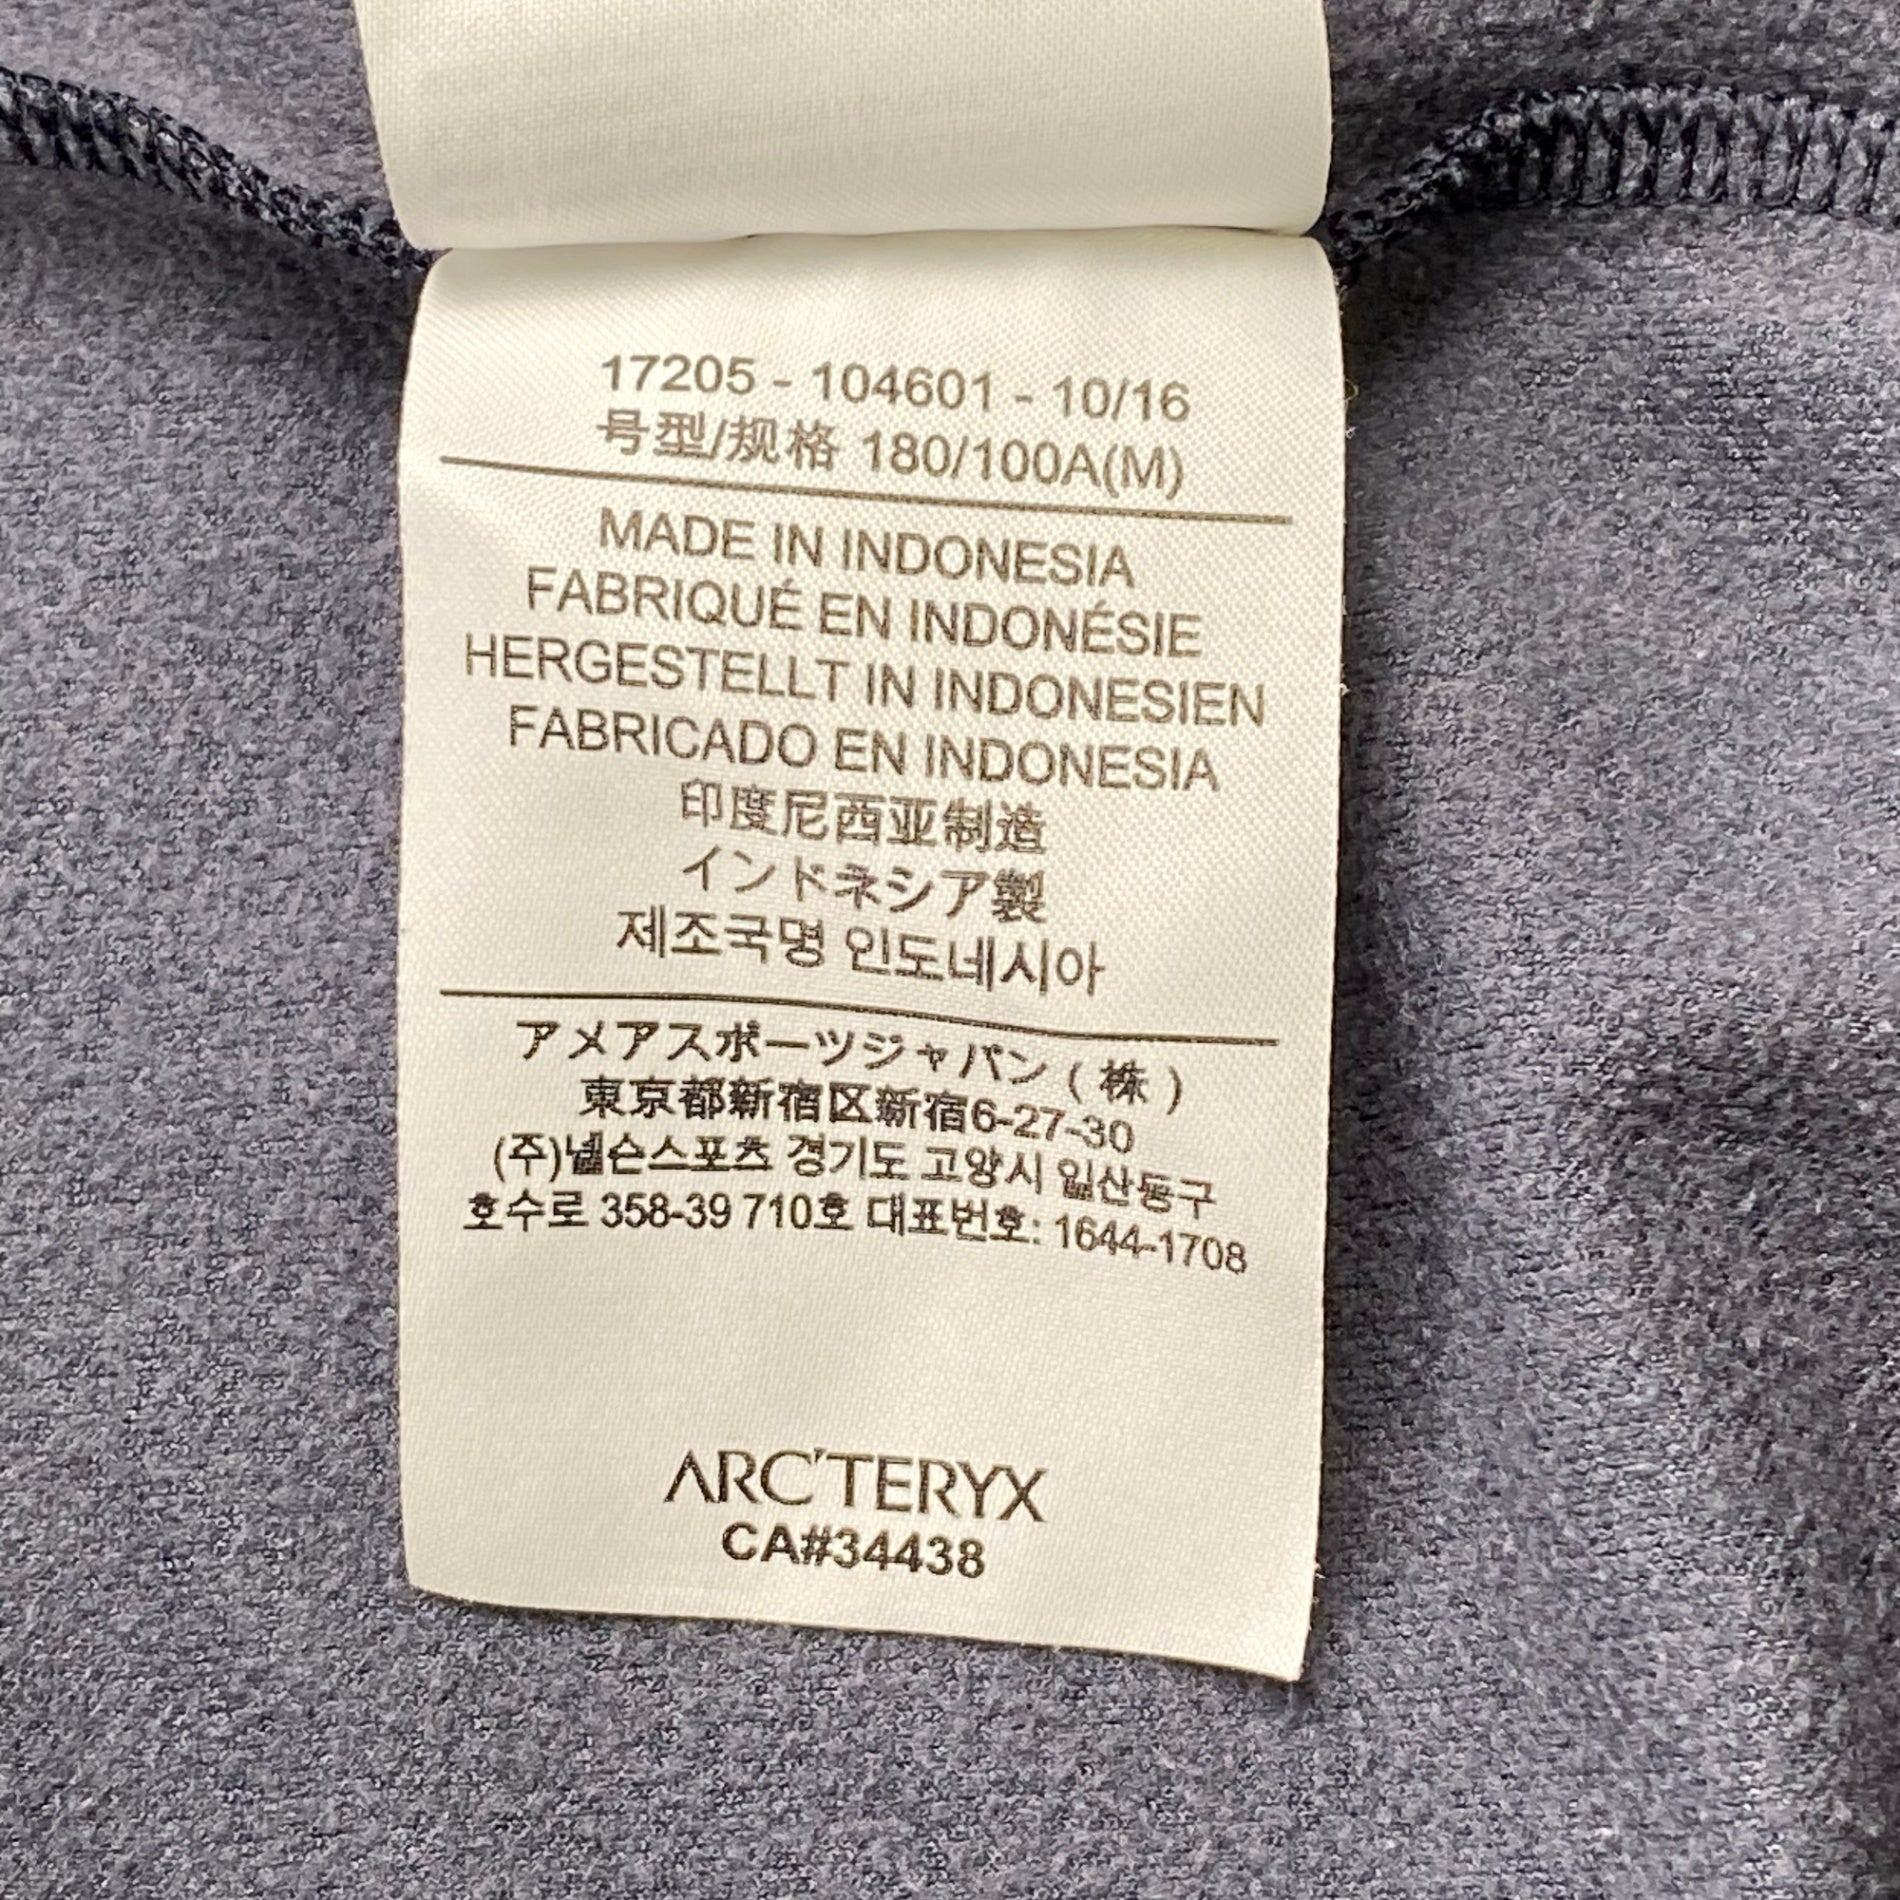 17205 - 104601 - 10/16
号型/规格 180/100A(M)
MADE IN INDONESIA
FABRIQUÉ EN INDONÉSIE
HERGESTELLT IN INDONESIEN
FABRICADO EN INDONESIA
印度尼西亚制造
インドネシア製
제조국명 인도네시아
アメアスポーツジャパン ( 株 )
東京都新宿区新宿6-27-30
(주)넬슨스포츠 경기도 고양시 일산동구
호수로 358-39 710호 대표번호: 1644-1708
ARC'TERYX
CA#34438